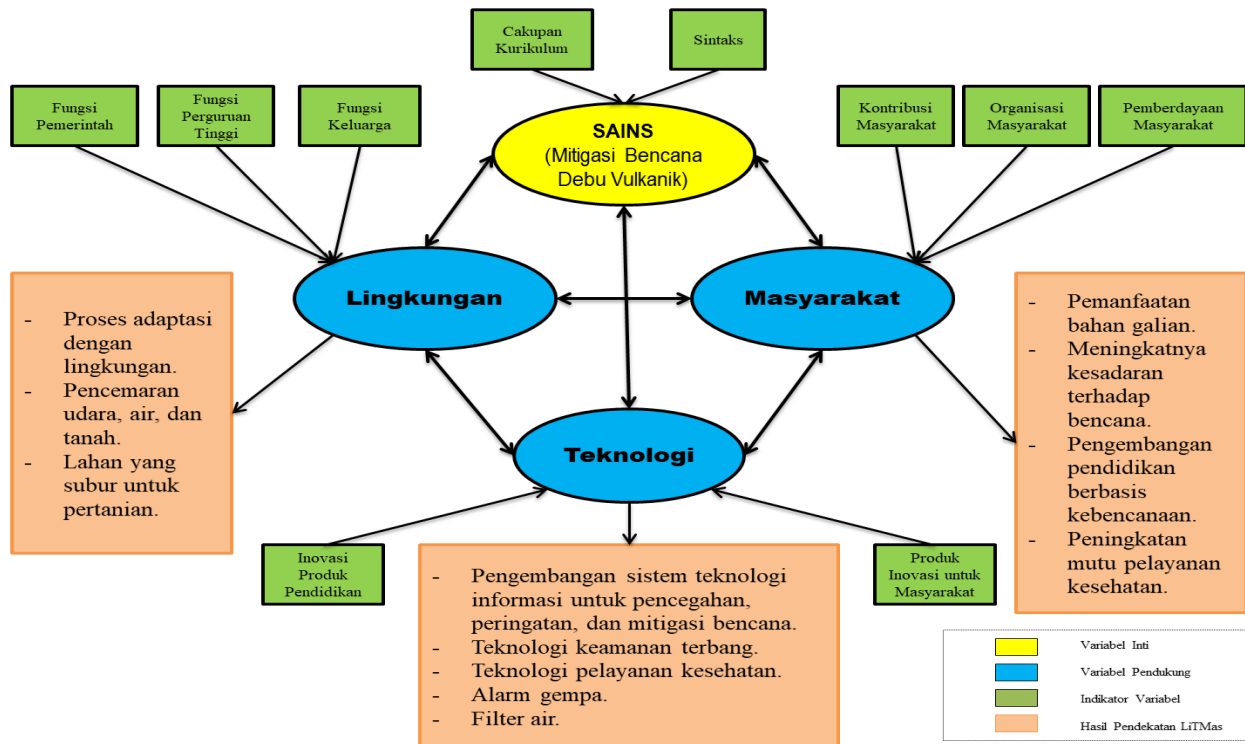 Cakupan
Kurikulum
Sintaks
Fungsi
Pemerintah
Fungsi
Perguruan
Tinggi
Fungsi
Keluarga
SAINS
(Mitigasi Bencana
Debu Vulkanik)
Kontribusi
Masyarakat
Organisasi
Masyarakat
Pemberdayaan
Masyarakat
Lingkungan
Masyarakat
- Proses adaptasi
dengan
lingkungan.
- Pencemaran
udara, air, dan
tanah.
- Lahan yang
subur untuk
pertanian.
- Pemanfaatan
bahan galian.
- Meningkatnya
kesadaran
terhadap
bencana.
- Pengembangan
pendidikan
berbasis
kebencanaan.
- Peningkatan
mutu pelayanan
kesehatan.
Teknologi
Inovasi
Produk
Pendidikan
- Pengembangan sistem teknologi
informasi untuk pencegahan,
peringatan, dan mitigasi bencana.
- Teknologi keamanan terbang.
- Teknologi pelayanan kesehatan.
- Alarm gempa.
- Filter air.
Produk
Inovasi untuk
Masyarakat
Variabel Inti
Variabel Pendukung
Indikator Variabel
Hasil Pendekatan LiTMas